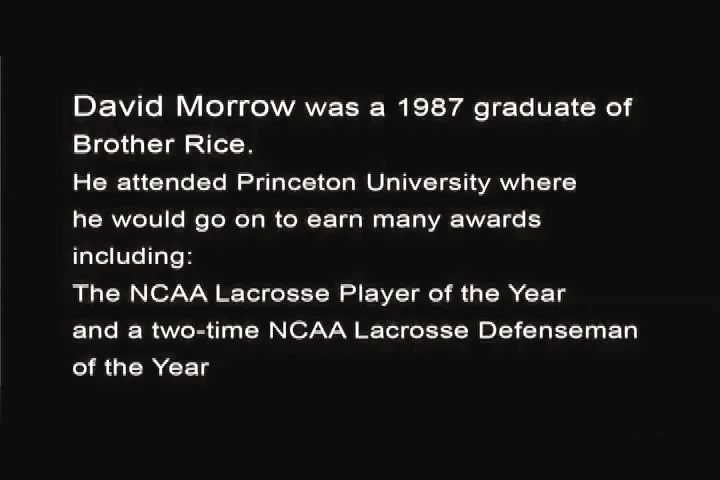 David Morrow was a 1987 graduate of
Brother Rice.
He attended Princeton University where
he would go on to earn many awards
including:
The NCAA Lacrosse Player of the Year
and a two-time NCAA Lacrosse Defenseman
of the Year